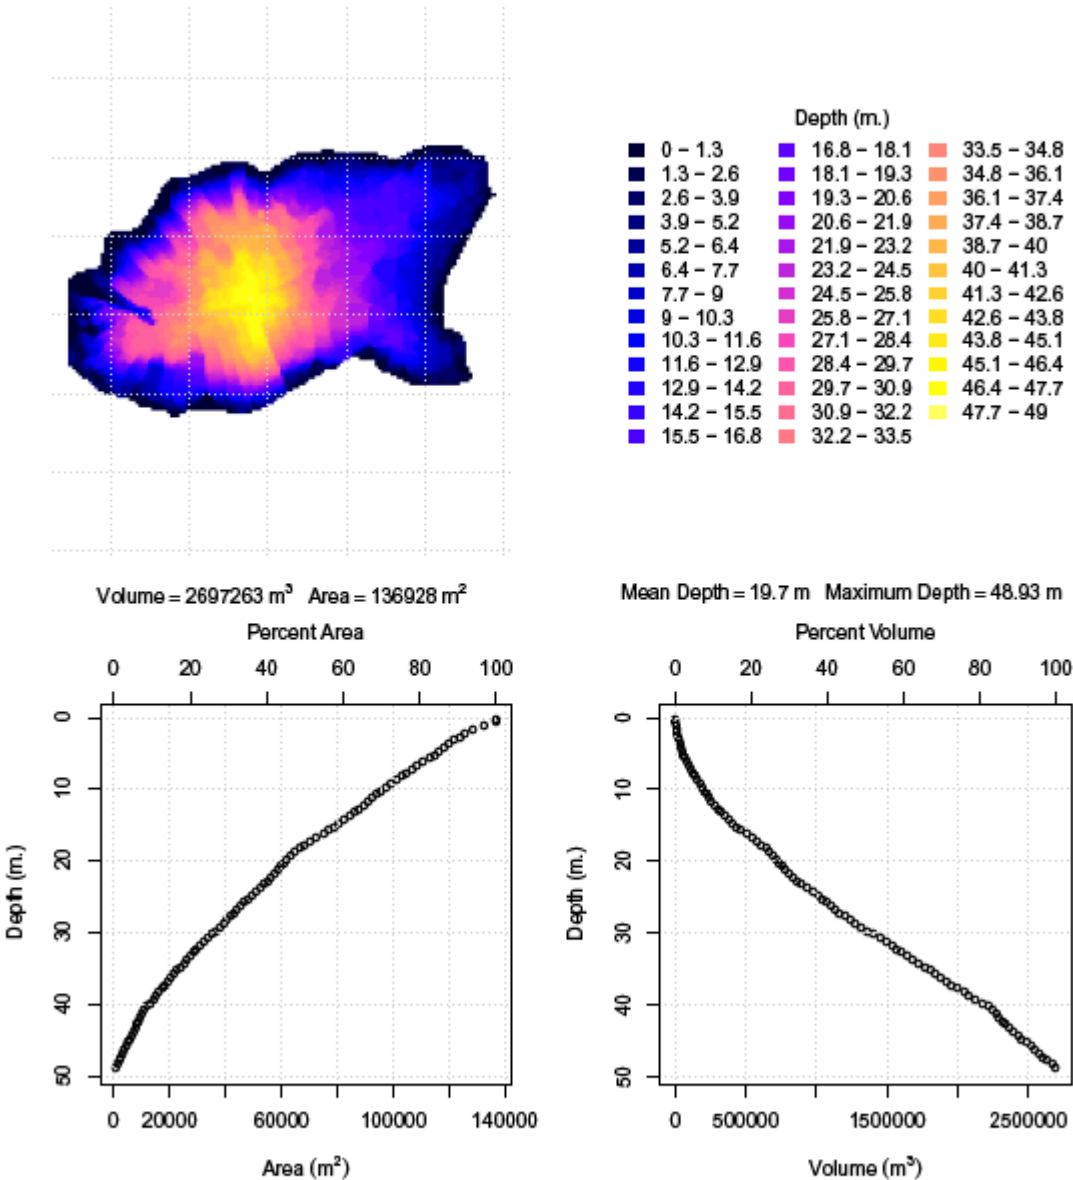 Depth (m.)
0 – 1.3 16.8 – 18.1 33.5 – 34.8
1.3 – 2.6 18.1 – 19.3 34.8 – 36.1
2.6 – 3.9 19.3 – 20.6 36.1 – 37.4
3.9 – 5.2 20.6 – 21.9 37.4 – 38.7
5.2 – 6.4 21.9 – 23.2 38.7 – 40
6.4 – 7.7 23.2 – 24.5 40 – 41.3
7.7 – 9 24.5 – 25.8 41.3 – 42.6
9 – 10.3 25.8 – 27.1 42.6 – 43.8
10.3 – 11.6 27.1 – 28.4 43.8 – 45.1
11.6 – 12.9 28.4 – 29.7 45.1 – 46.4
12.9 – 14.2 29.7 – 30.9 46.4 – 47.7
14.2 – 15.5 30.9 – 32.2 47.7 – 49
15.5 – 16.8 32.2 – 33.5
Volume = 2697263 m³ Area = 136928 m²
Mean Depth = 19.7 m Maximum Depth = 48.93 m
Percent Area
0 20 40 60 80 100
Depth (m.)
0
10
20
30
40
50
0 20000 60000 100000 140000
Area (m²)
Percent Volume
0 20 40 60 80 100
Depth (m.)
0
10
20
30
40
50
0 500000 1500000 2500000
Volume (m³)